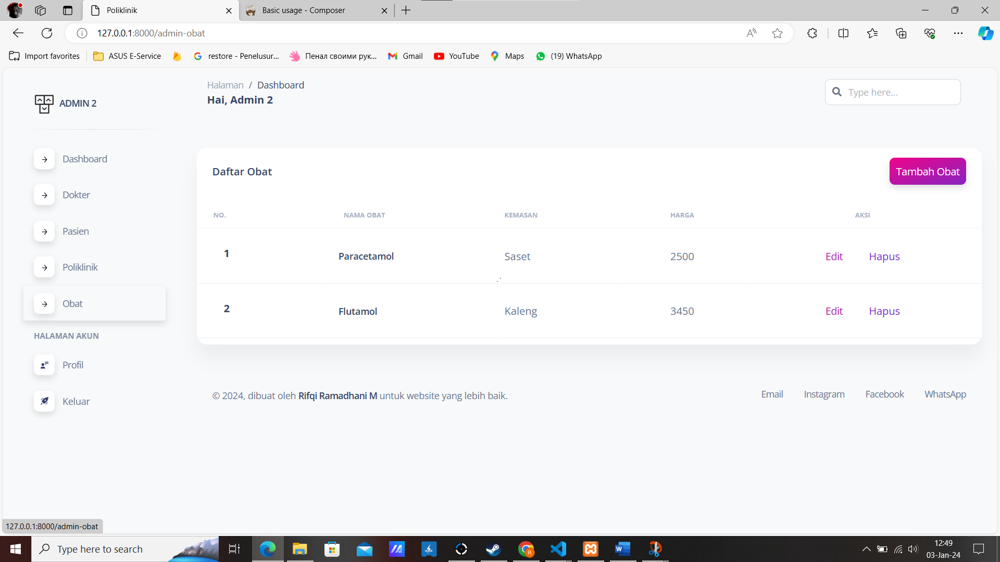 Poliklinik
Basic usage - Composer
127.0.0.1:8000/admin-obat
Import favorites
ASUS E-Service
restore - Penelusur...
Пенал своими рук...
Gmail
YouTube
Maps
(19) WhatsApp
ADMIN 2
Halaman / Dashboard
Hai, Admin 2
Type here...
Dashboard
Dokter
Pasien
Poliklinik
Obat
HALAMAN AKUN
Profil
Keluar
Daftar Obat
Tambah Obat
NO. NAMA OBAT KEMASAN HARGA AKSI
1 Paracetamol Saset 2500 Edit Hapus
2 Flutamol Kaleng 3450 Edit Hapus
© 2024, dibuat oleh Rifqi Ramadhani M untuk website yang lebih baik.
Email Instagram Facebook WhatsApp
127.0.0.1:8000/admin-obat
Type here to search
12:49
03-Jan-24